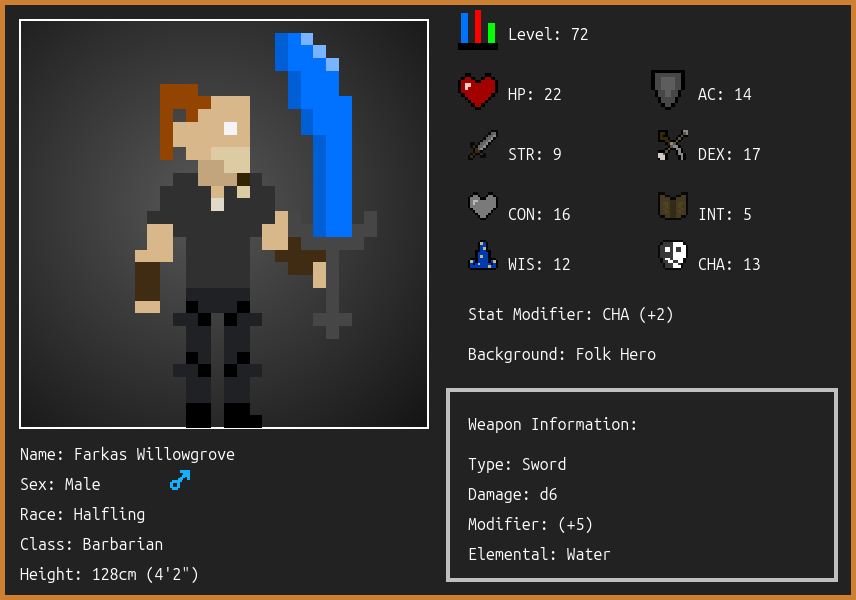 Level: 72
HP: 22
AC: 14
STR: 9
DEX: 17
CON: 16
INT: 5
WIS: 12
CHA: 13
Stat Modifier: CHA (+2)
Background: Folk Hero
Weapon Information:
Type: Sword
Damage: d6
Modifier: (+5)
Elemental: Water
Name: Farkas Willowgrove
Sex: Male
Race: Halfling
Class: Barbarian
Height: 128cm (4'2")